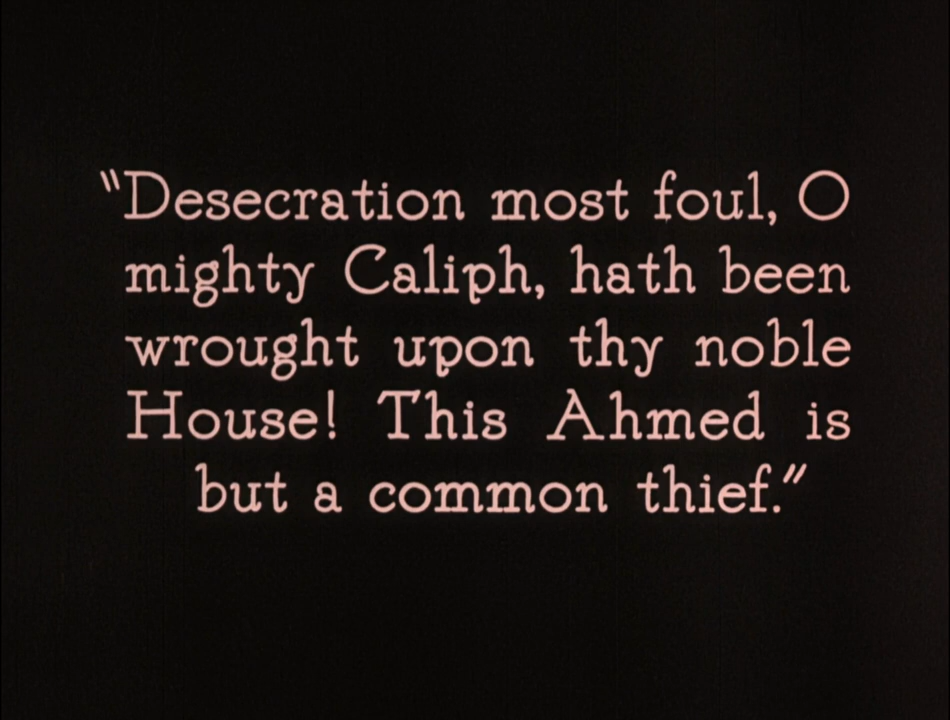 "Desecration most foul, O
mighty Caliph, hath been
wrought upon thy noble
House! This Ahmed is
but a common thief."